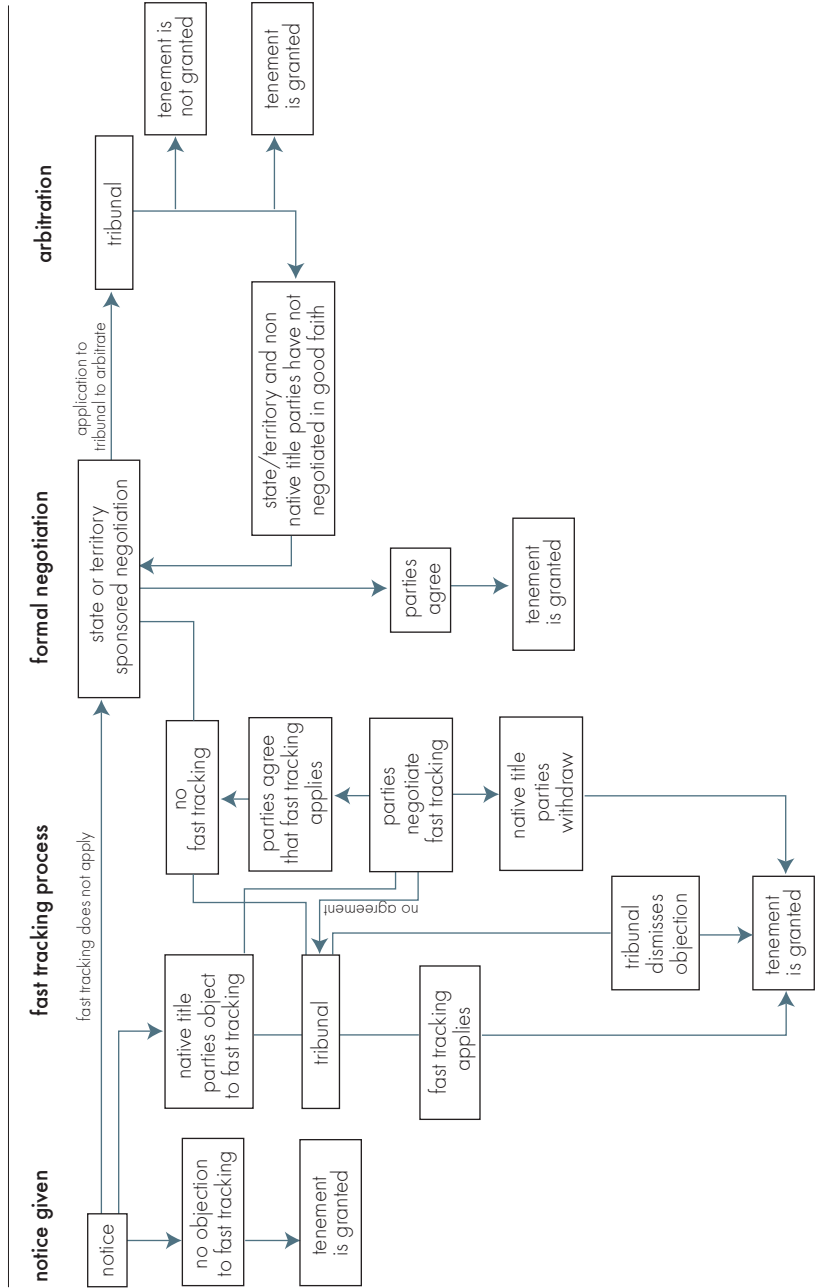 notice given
fast tracking process
formal negotiation
arbitration
notice
fast tracking does not apply
state or territory
sponsored negotiation
application to
tribunal to arbitrate
tribunal
no objection
to fast tracking
tenement
is granted
native title
parties object
to fast tracking
tribunal
fast tracking
applies
no agreement
no
fast tracking
parties agree
that fast tracking
applies
parties
negotiate
fast tracking
native title
parties
withdraw
tribunal
dismisses
objection
tenement
is granted
parties
agree
tenement
is granted
state/territory and non
native title parties have not
negotiated in good faith
tenement is
not granted
tenement
is granted